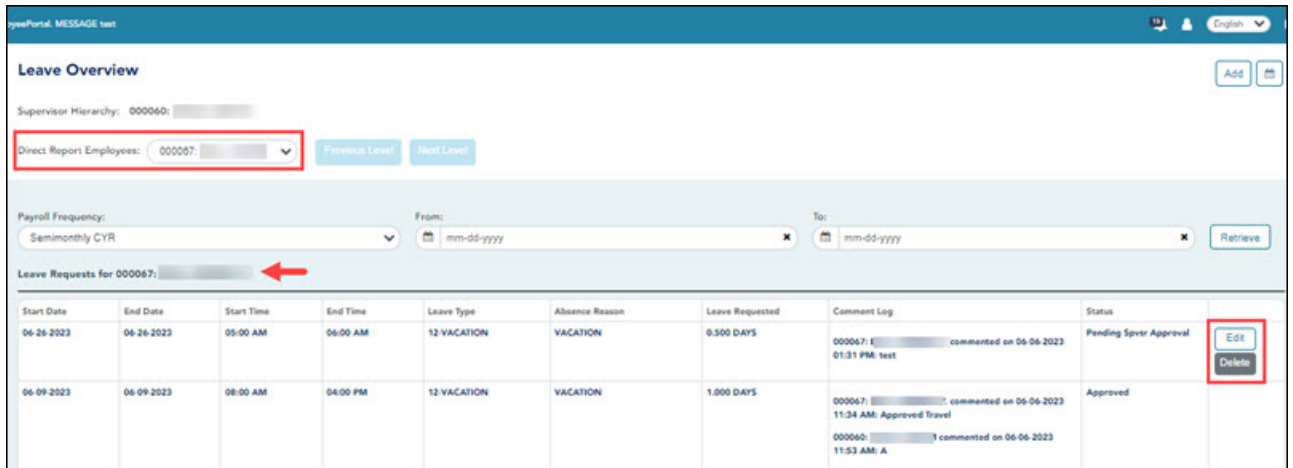 yeePortal. MESSAGE test
15
English
Leave Overview
Add
Supervisor Hierarchy: 000060:
Direct Report Employees: 000067:
Previous Level Next Level
Payroll Frequency: From: To:
Semimonthly CYR mm-dd-yyyy mm-dd-yyyy Retrieve
Leave Requests for 000067:
Start Date End Date Start Time End Time Leave Type Absence Reason Leave Requested Comment Log Status
06-26-2023 06-26-2023 05:00 AM 06:00 AM 12-VACATION VACATION 0.500 DAYS Pending Spvsr Approval
000067: commented on 06-06-2023
01:31 PM: test
Edit
Delete
06-09-2023 06-09-2023 08:00 AM 04:00 PM 12-VACATION VACATION 1.000 DAYS Approved
000067: commented on 06-06-2023
11:34 AM: Approved Travel
000060: commented on 06-06-2023
11:53 AM: A